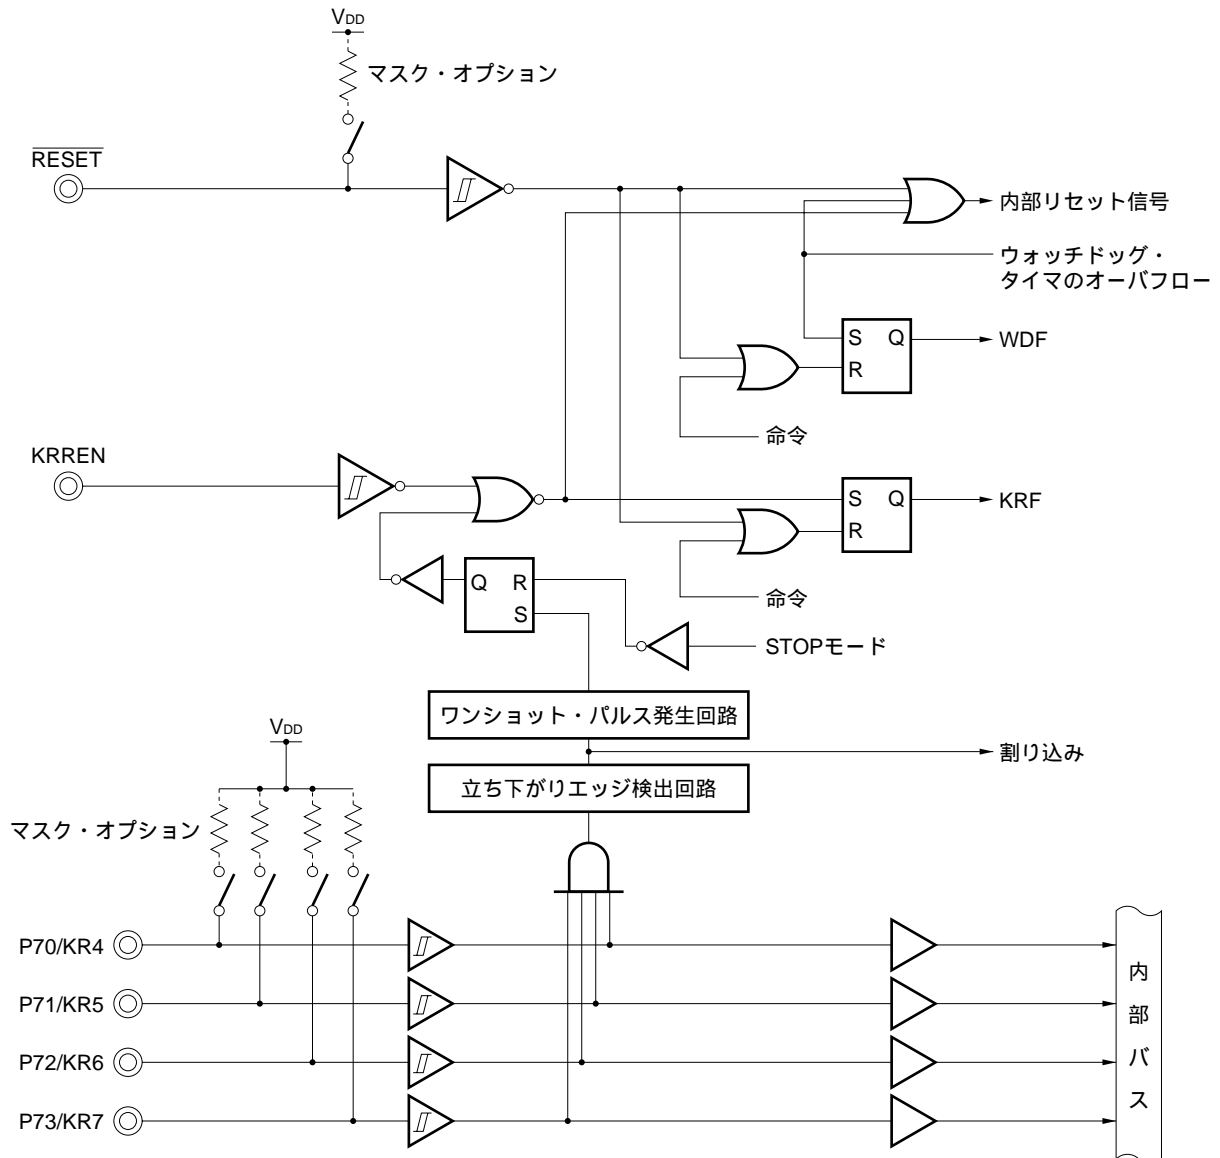 VDD
マスク・オプション
RESET
内部リセット信号
ウォッチドッグ・
タイマのオーバフロー
S Q
R
WDF
命令
KRREN
S Q
R
KRF
命令
Q R
S
STOPモード
ワンショット・パルス発生回路
割り込み
立ち下がりエッジ検出回路
VDD
マスク・オプション
P70/KR4
P71/KR5
P72/KR6
P73/KR7
内部バス